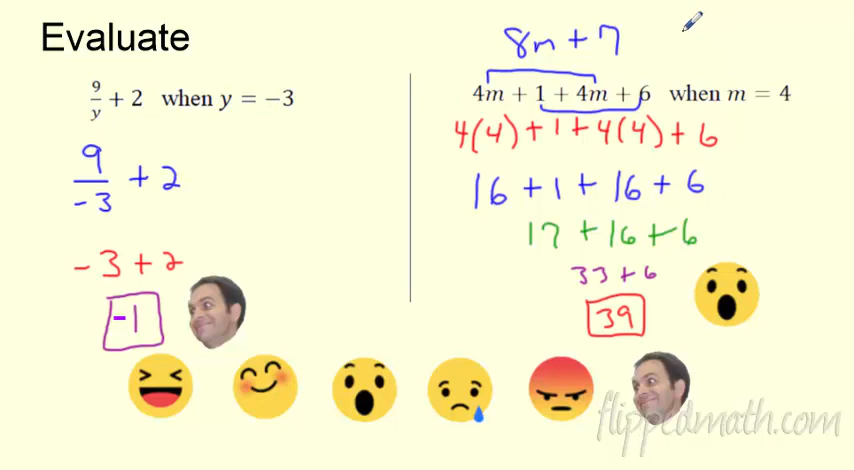 Evaluate
9/y + 2 when y = −3
9/-3 + 2
-3 + 2
-1
8m + 7
4m + 1 + 4m + 6 when m = 4
4(4) + 1 + 4(4) + 6
16 + 1 + 16 + 6
17 + 16 + 6
33 + 6
39
flippedmath.com